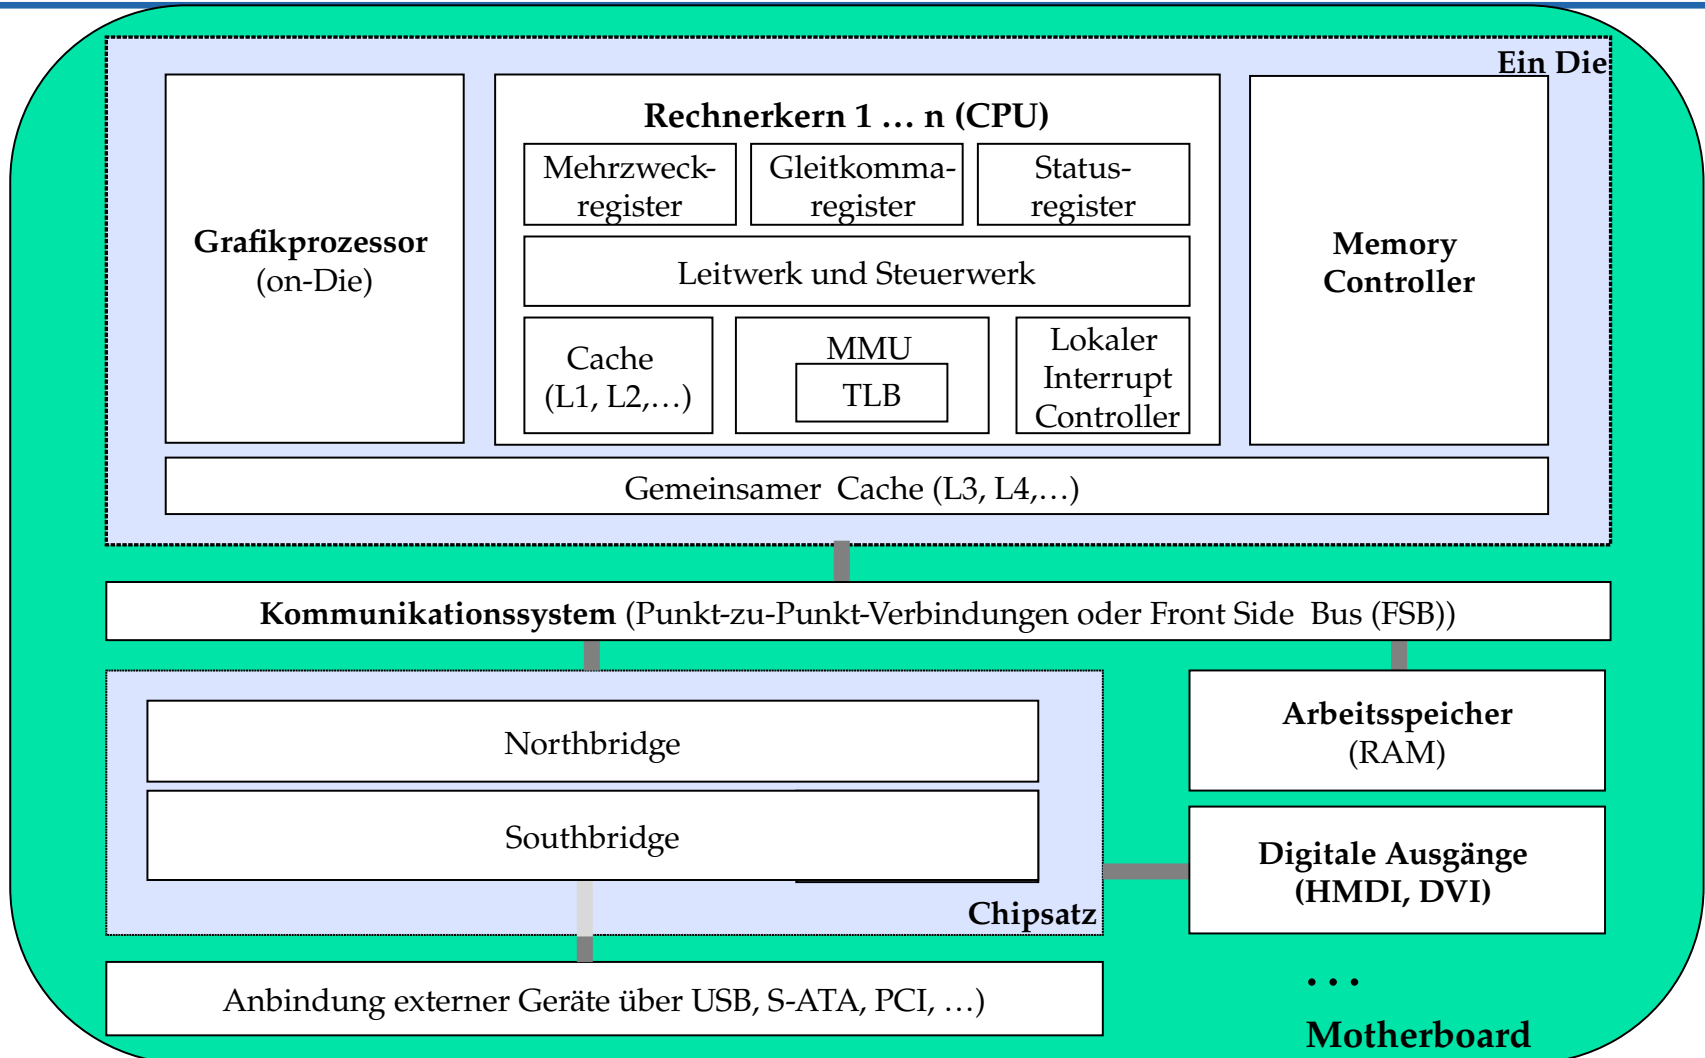 Ein Die
Rechnerkern 1 … n (CPU)
Mehrzweck-
register
Gleitkomma-
register
Status-
register
Grafikprozessor
(on-Die)
Leitwerk und Steuerwerk
Memory
Controller
Cache
(L1, L2,…)
MMU
TLB
Lokaler
Interrupt
Controller
Gemeinsamer Cache (L3, L4,…)
Kommunikationssystem (Punkt-zu-Punkt-Verbindungen oder Front Side Bus (FSB))
Northbridge
Southbridge
Chipsatz
Arbeitsspeicher
(RAM)
Digitale Ausgänge
(HMDI, DVI)
Anbindung externer Geräte über USB, S-ATA, PCI, …)
…
Motherboard